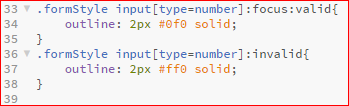 33 .formStyle input[type=number]:focus:valid{
34 outline: 2px #0f0 solid;
35 }
36 .formStyle input[type=number]:invalid{
37 outline: 2px #ff0 solid;
38 }
39